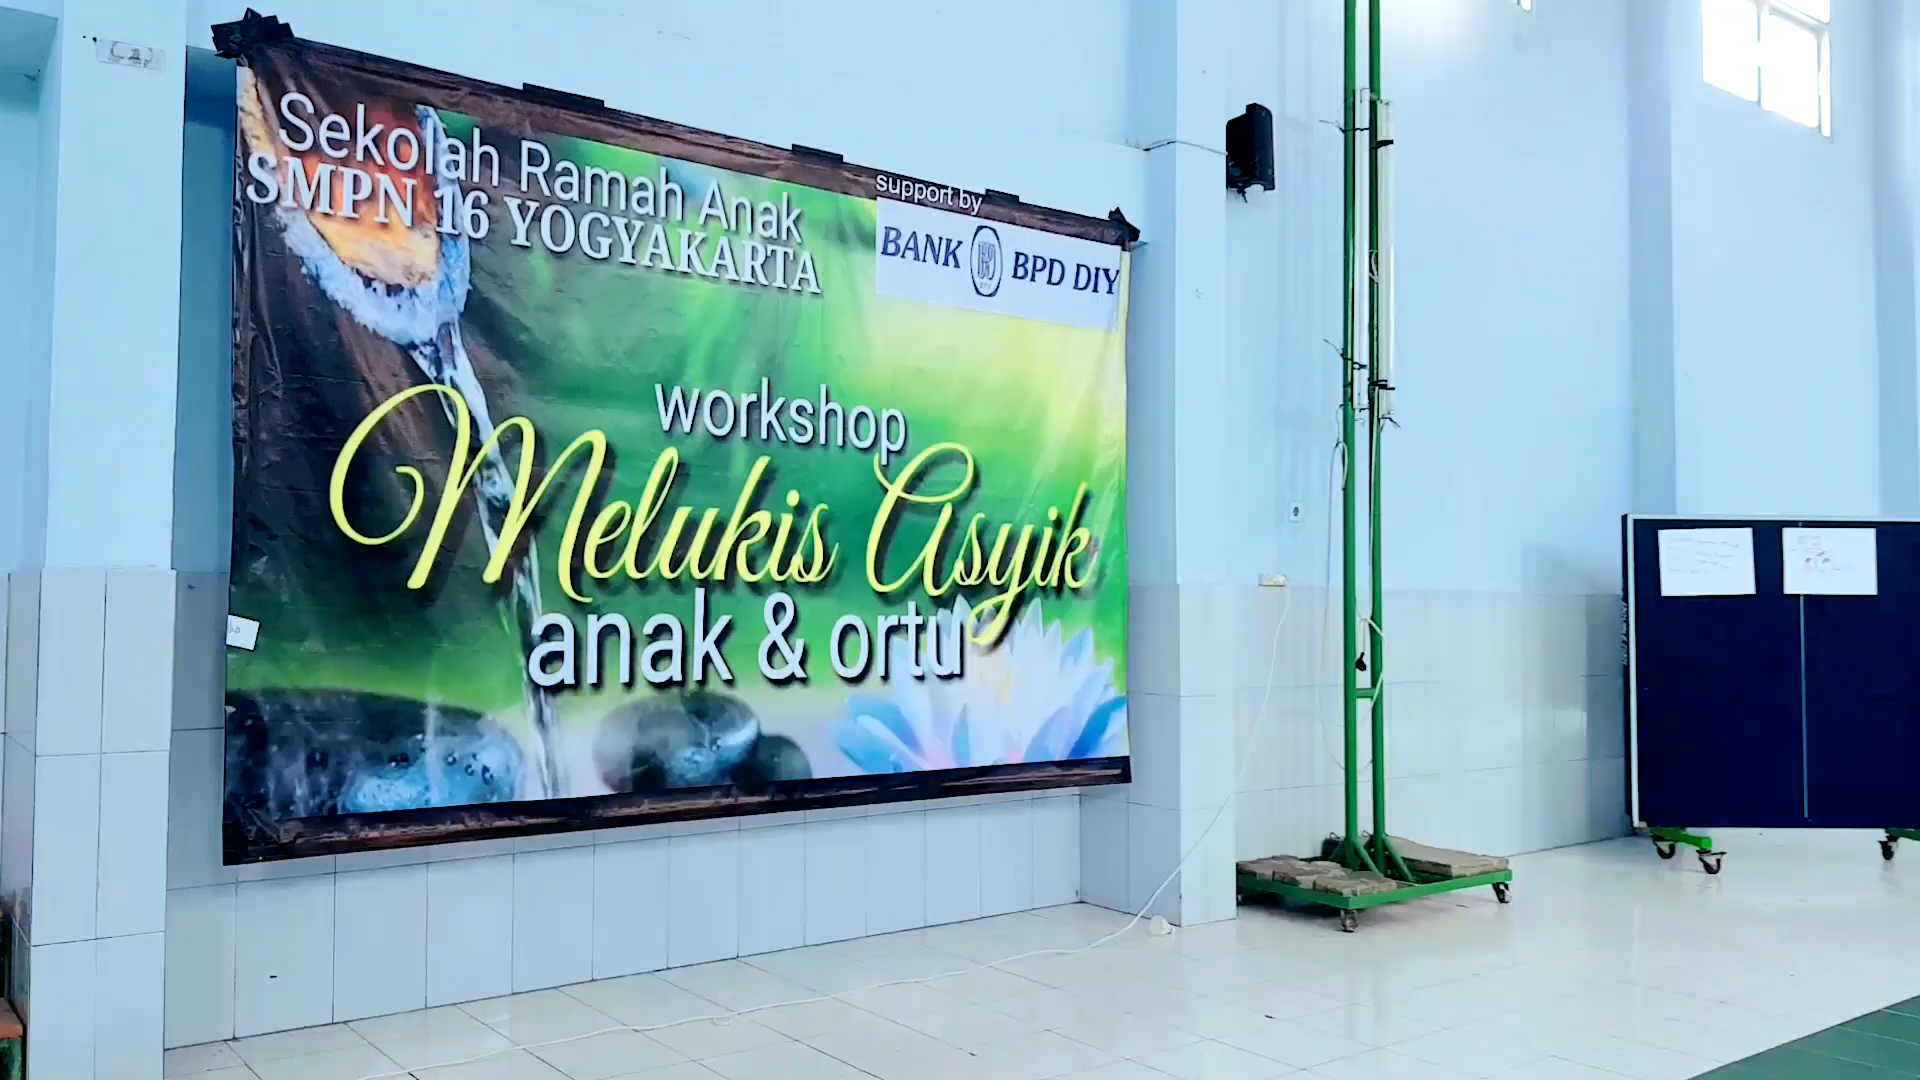 Sekolah Ramah Anak
SMPN 16 YOGYAKARTA
support by
BANK BPD DIY
workshop
Melukis Asyik
anak & ortu